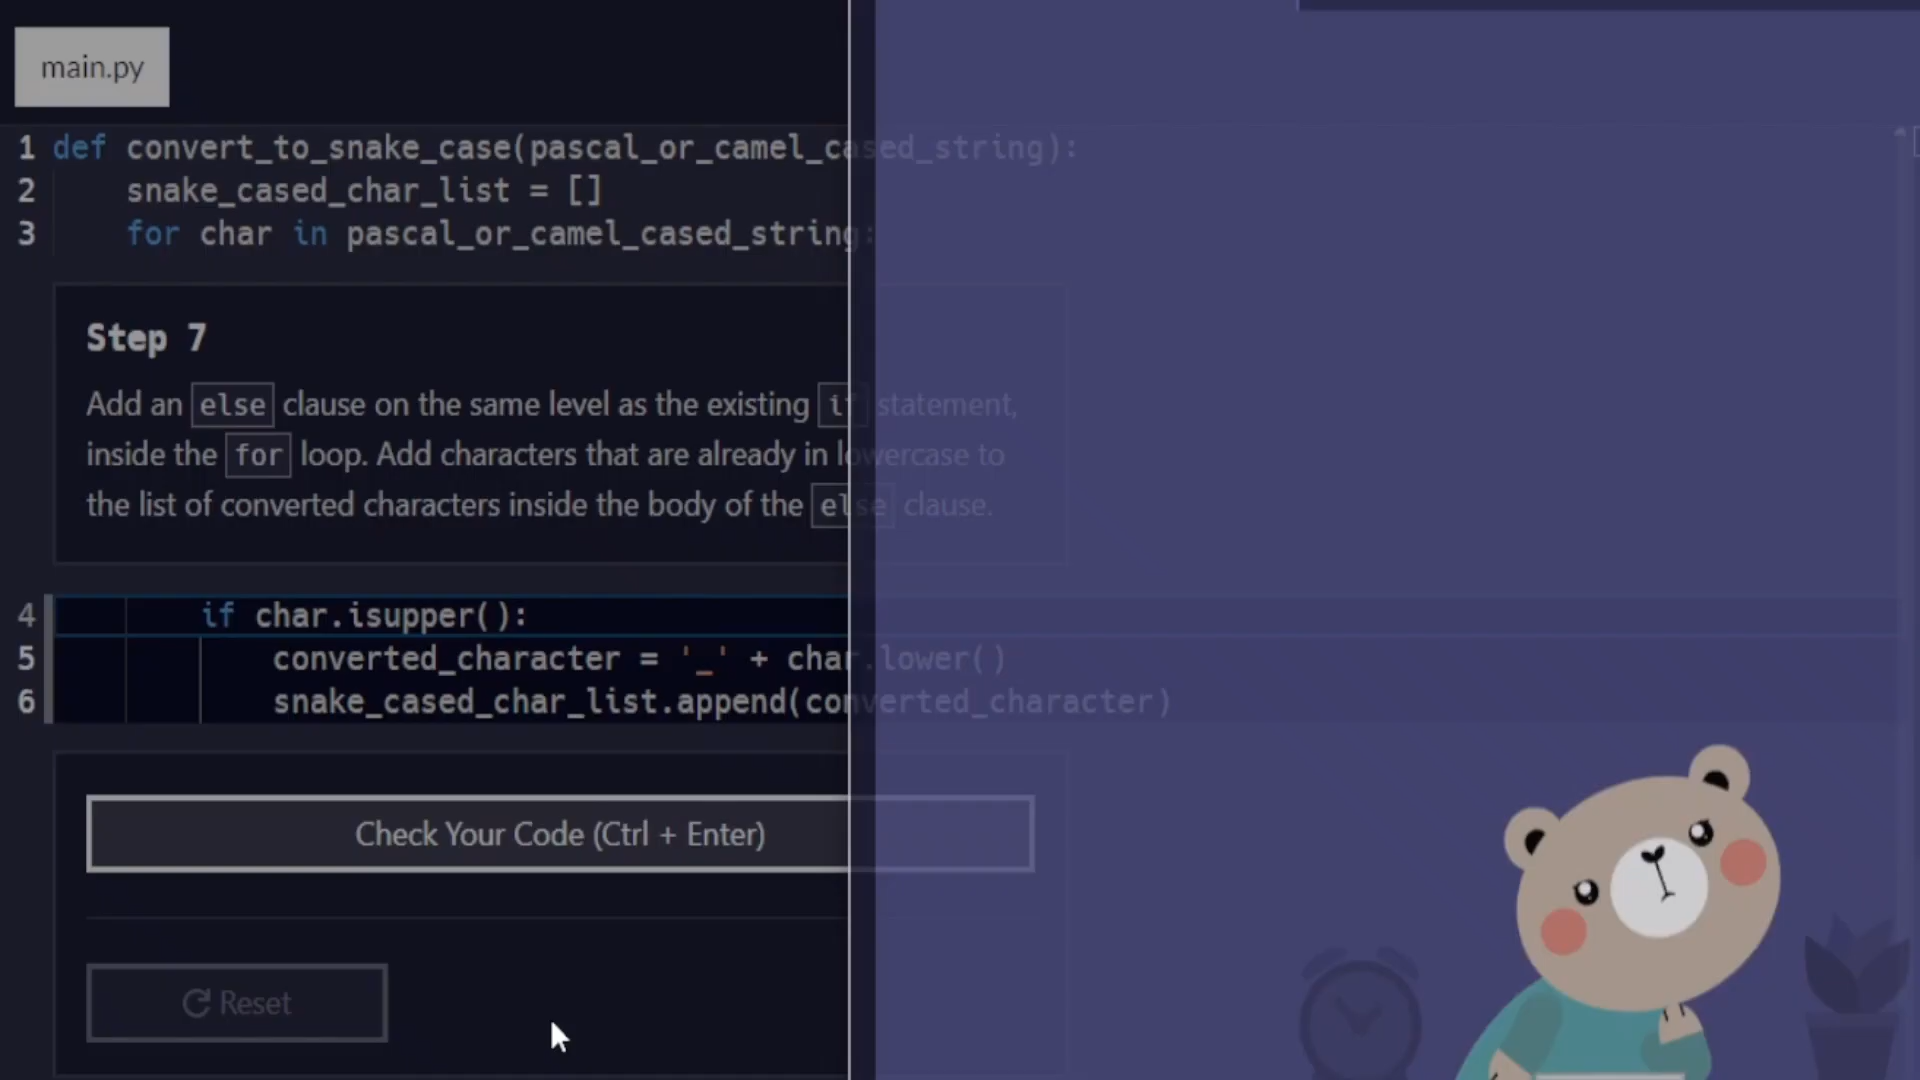 main.py
1 def convert_to_snake_case(pascal_or_camel_cased_string):
2 snake_cased_char_list = []
3 for char in pascal_or_camel_cased_string:
Step 7
Add an else clause on the same level as the existing if statement,
inside the for loop. Add characters that are already in lowercase to
the list of converted characters inside the body of the else clause.
4 if char.isupper():
5 converted_character = '_' + char.lower()
6 snake_cased_char_list.append(converted_character)
Check Your Code (Ctrl + Enter)
Reset